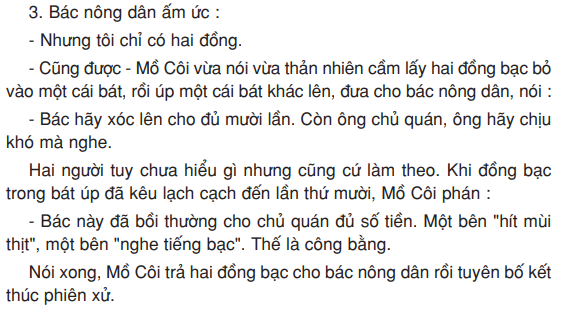 3. Bác nông dân ấm ức :
- Nhưng tôi chỉ có hai đồng.
- Cũng được - Mồ Côi vừa nói vừa thản nhiên cầm lấy hai đồng bạc bỏ
vào một cái bát, rồi úp một cái bát khác lên, đưa cho bác nông dân, nói :
- Bác hãy xóc lên cho đủ mười lần. Còn ông chủ quán, ông hãy chịu
khó mà nghe.
Hai người tuy chưa hiểu gì nhưng cũng cứ làm theo. Khi đồng bạc
trong bát úp đã kêu lạch cạch đến lần thứ mười, Mồ Côi phán :
- Bác này đã bồi thường cho chủ quán đủ số tiền. Một bên "hít mùi
thịt", một bên "nghe tiếng bạc". Thế là công bằng.
Nói xong, Mồ Côi trả hai đồng bạc cho bác nông dân rồi tuyên bố kết
thúc phiên xử.